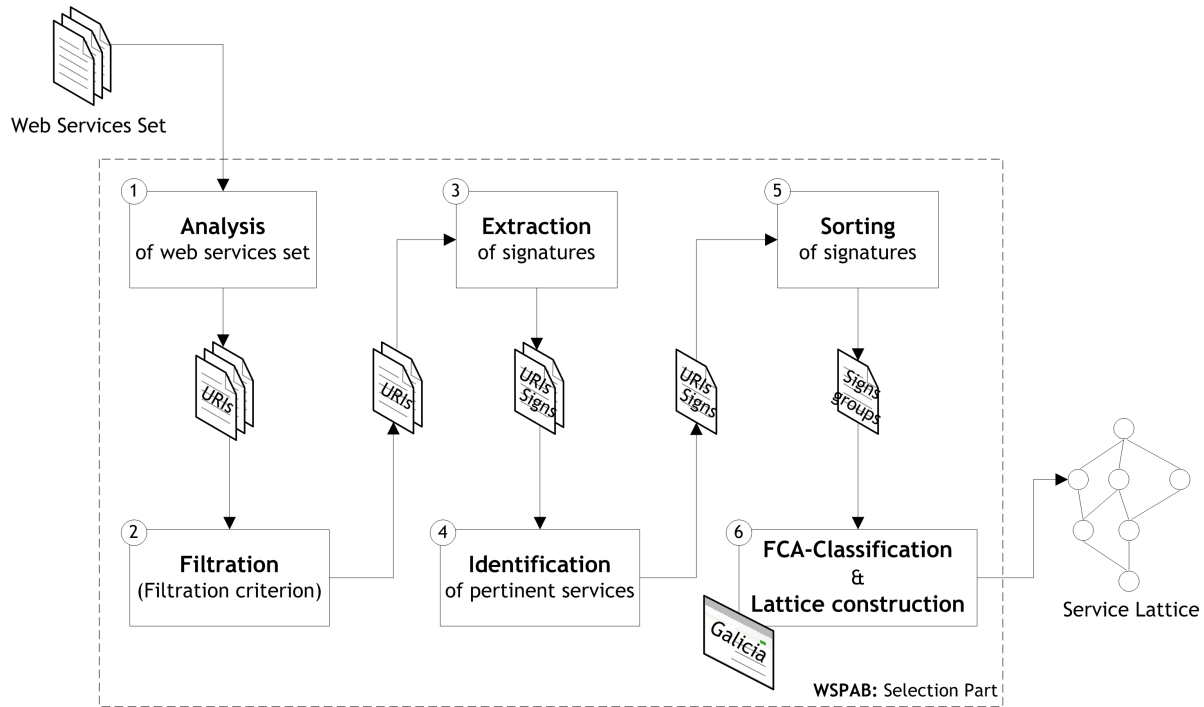 Web Services Set
1
Analysis
of web services set
3
Extraction
of signatures
5
Sorting
of signatures
URIs
URIs
URIs
Signs
URIs
Signs
Signs
groups
2
Filtration
(Filtration criterion)
4
Identification
of pertinent services
6
FCA-Classification
&
Lattice construction
Galicia
Service Lattice
WSPAB: Selection Part